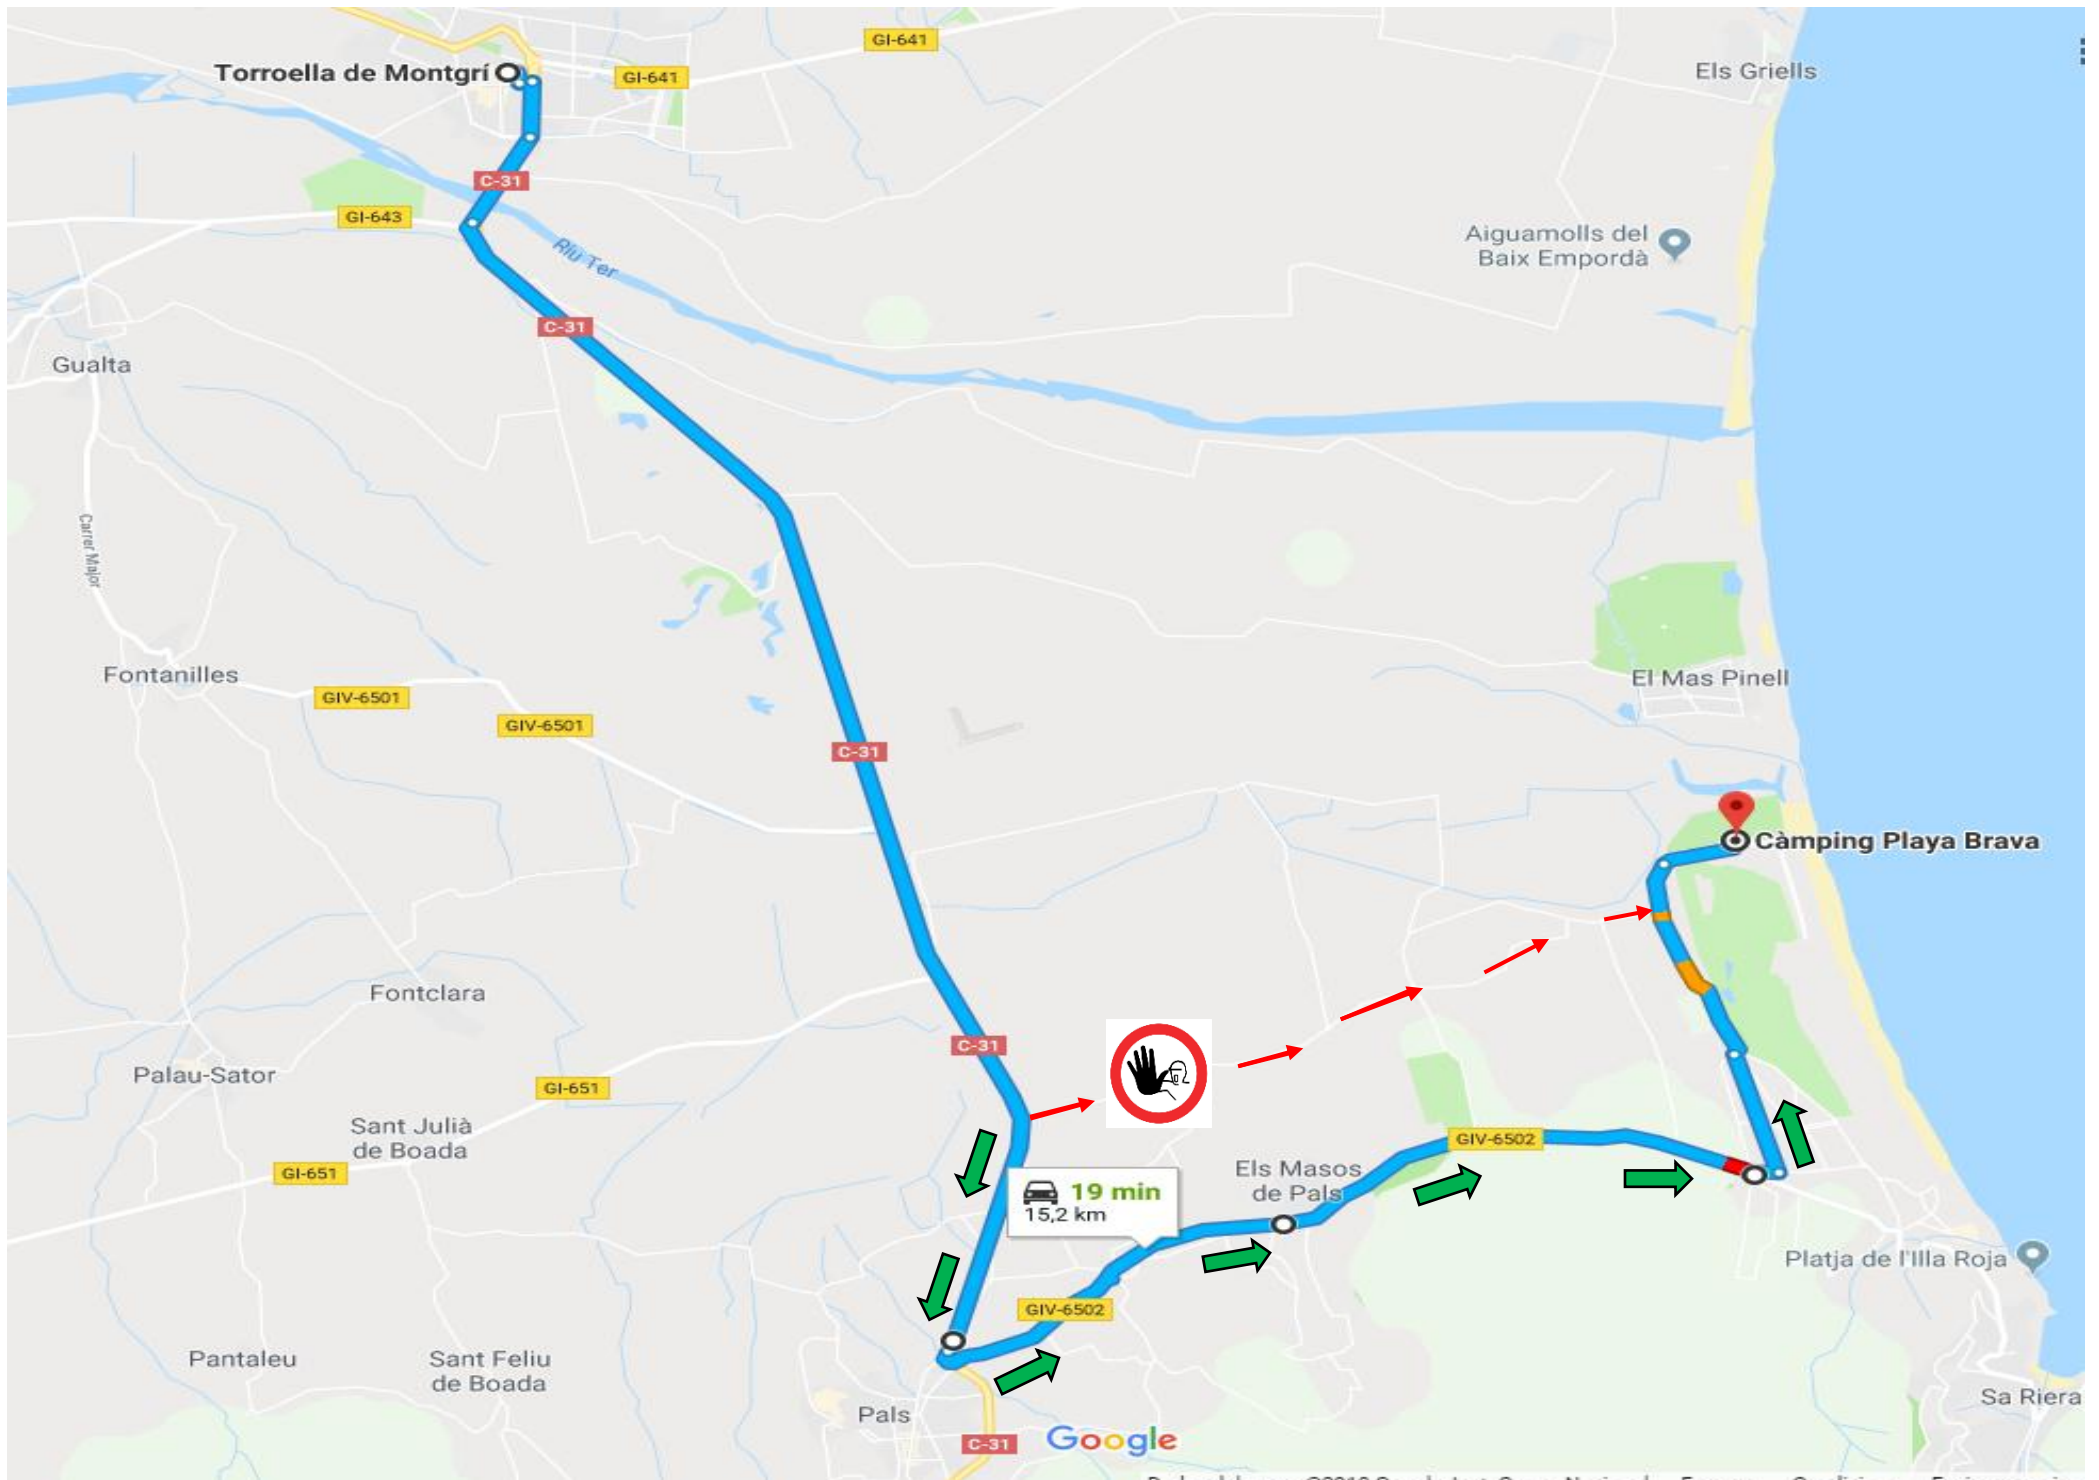 GI-641
Torroella de Montgrí
GI-641
Els Griells
C-31
GI-643
Riu Ter
Aiguamolls del
Baix Empordà
C-31
Gualta
Carrer Major
Fontanilles
GIV-6501
GIV-6501
El Mas Pinell
C-31
Càmping Playa Brava
Fontclara
C-31
Palau-Sator
GI-651
Sant Julià
de Boada
GI-651
GIV-6502
Els Masos
de Pals
19 min
15,2 km
Platja de l'Illa Roja
GIV-6502
Pantaleu
Sant Feliu
de Boada
Sa Riera
Pals
C-31
Google